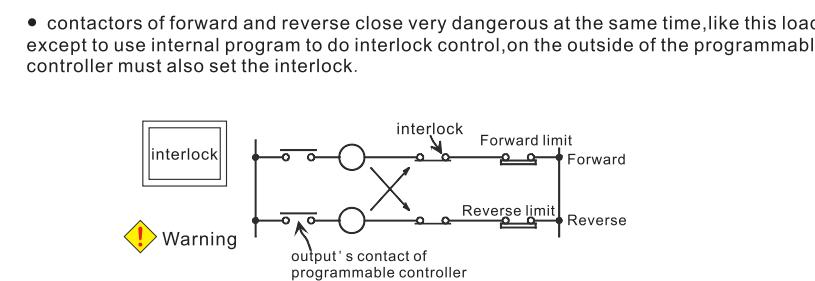 ● contactors of forward and reverse close very dangerous at the same time,like this
except to use internal program to do interlock control,on the outside of the
controller must also set the interlock.
interlock
interlock
Forward limit
Forward
Reverse limit
Reverse
Warning
output's contact of
programmable controller